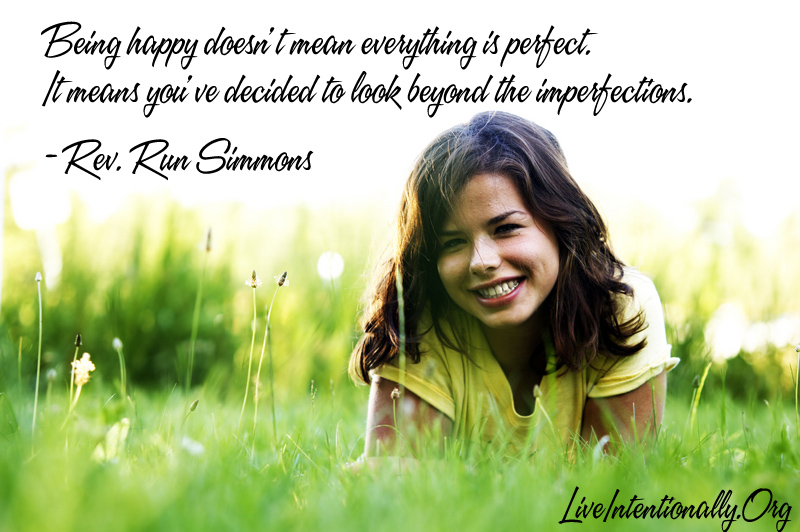 Being happy doesn't mean everything is perfect.
It means you've decided to look beyond the imperfections.
- Rev. Run Simmons
LiveIntentionally.Org